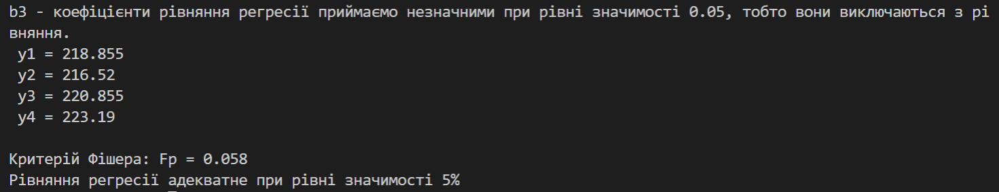 b3 - коефіцієнти рівняння регресії приймаємо незначними при рівні значимості 0.05, тобто вони виключаються з рі
вняння.
y1 = 218.855
y2 = 216.52
y3 = 220.855
y4 = 223.19
Критерій Фішера: Fp = 0.058
Рівняння регресії адекватне при рівні значимості 5%